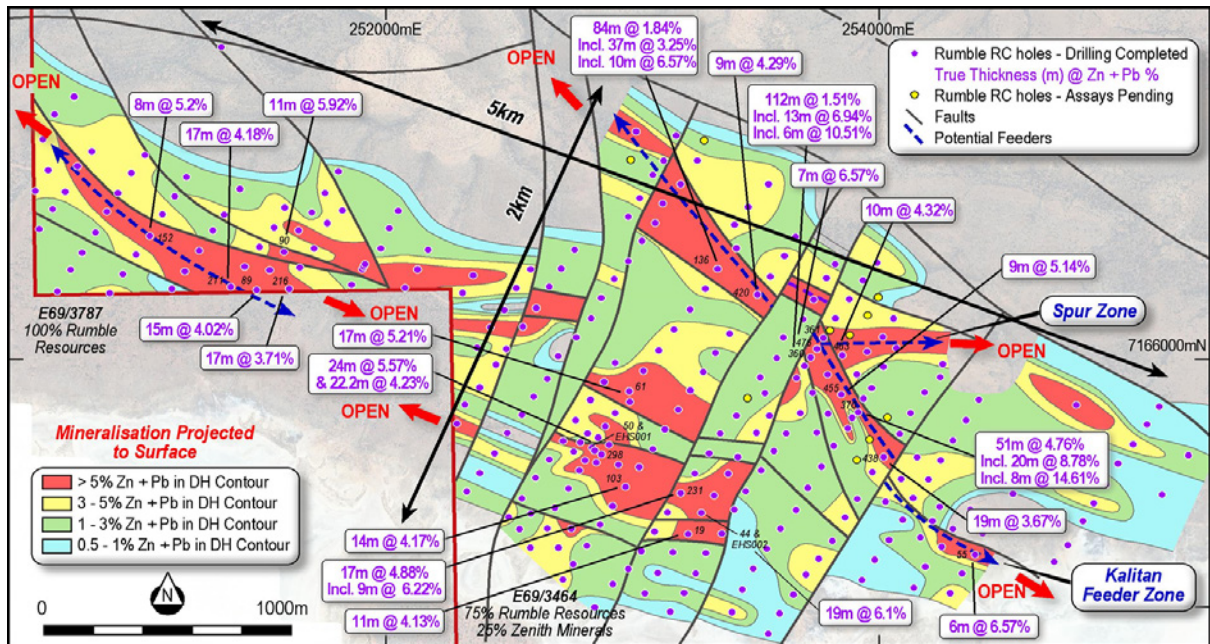 252000mE
254000mE
7166000mN
84m @ 1.84%
Incl. 37m @ 3.25%
Incl. 10m @ 6.57%
9m @ 4.29%
Rumble RC holes - Drilling Completed
True Thickness (m) @ Zn + Pb %
Rumble RC holes - Assays Pending
Faults
Potential Feeders
OPEN
8m @ 5.2%
11m @ 5.92%
17m @ 4.18%
5km
2km
OPEN
112m @ 1.51%
Incl. 13m @ 6.94%
Incl. 6m @ 10.51%
7m @ 6.57%
10m @ 4.32%
9m @ 5.14%
Spur Zone
OPEN
152
90
211
89
216
136
420
361
478
360
483
455
370
438
55
61
50 &
EHS001
298
103
231
44 &
EHS002
19
E69/3787
100% Rumble
Resources
15m @ 4.02%
17m @ 3.71%
OPEN
17m @ 5.21%
24m @ 5.57%
& 22.2m @ 4.23%
OPEN
Mineralisation Projected
to Surface
> 5% Zn + Pb in DH Contour
3 - 5% Zn + Pb in DH Contour
1 - 3% Zn + Pb in DH Contour
0.5 - 1% Zn + Pb in DH Contour
N
0
1000m
14m @ 4.17%
17m @ 4.88%
Incl. 9m @ 6.22%
11m @ 4.13%
E69/3464
75% Rumble Resources
25% Zenith Minerals
51m @ 4.76%
Incl. 20m @ 8.78%
Incl. 8m @ 14.61%
19m @ 3.67%
19m @ 6.1%
6m @ 6.57%
OPEN
Kalitan
Feeder Zone